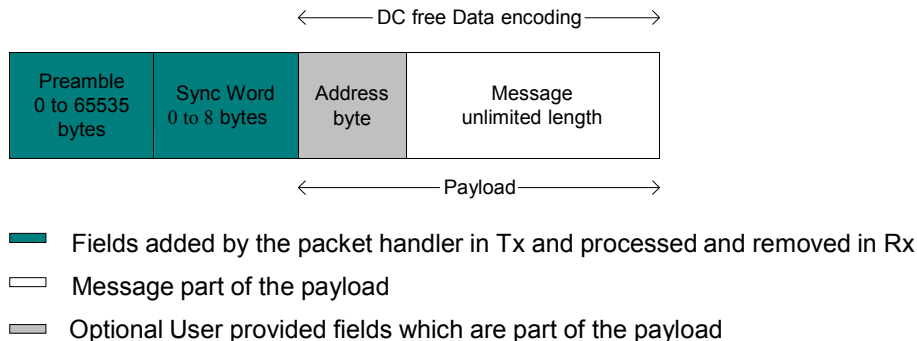 DC free Data encoding
Preamble
0 to 65535
bytes
Sync Word
0 to 8 bytes
Address
byte
Message
unlimited length
Payload
Fields added by the packet handler in Tx and processed and removed in Rx
Message part of the payload
Optional User provided fields which are part of the payload